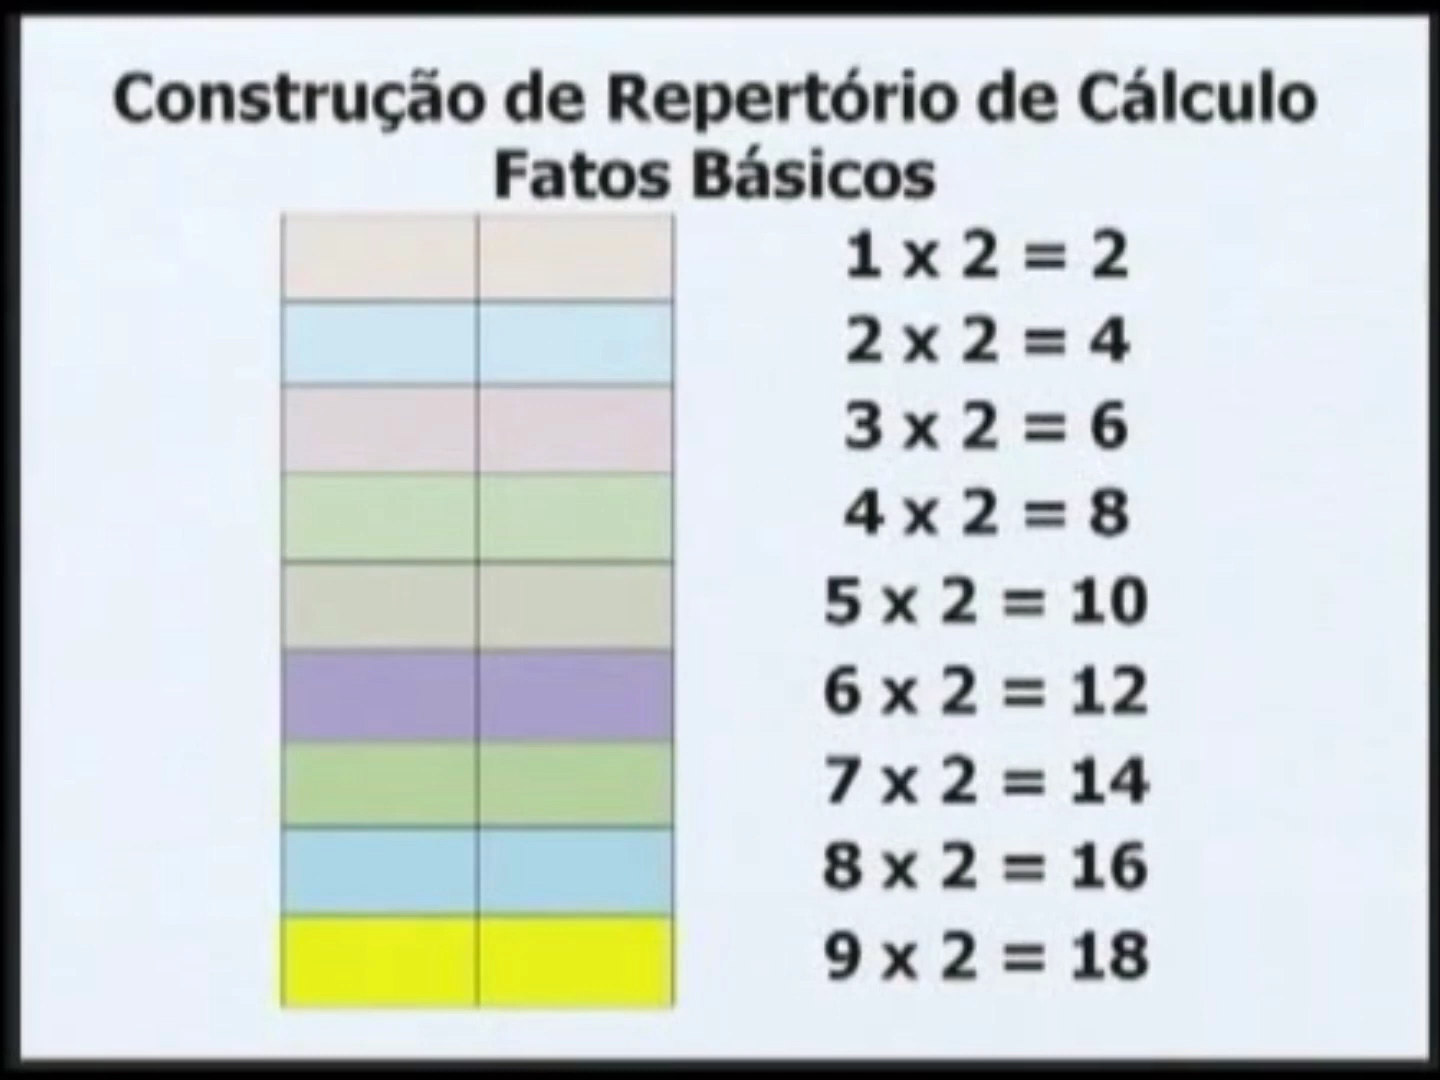 Construção de Repertório de Cálculo
Fatos Básicos
1 x 2 = 2
2 x 2 = 4
3 x 2 = 6
4 x 2 = 8
5 x 2 = 10
6 x 2 = 12
7 x 2 = 14
8 x 2 = 16
9 x 2 = 18